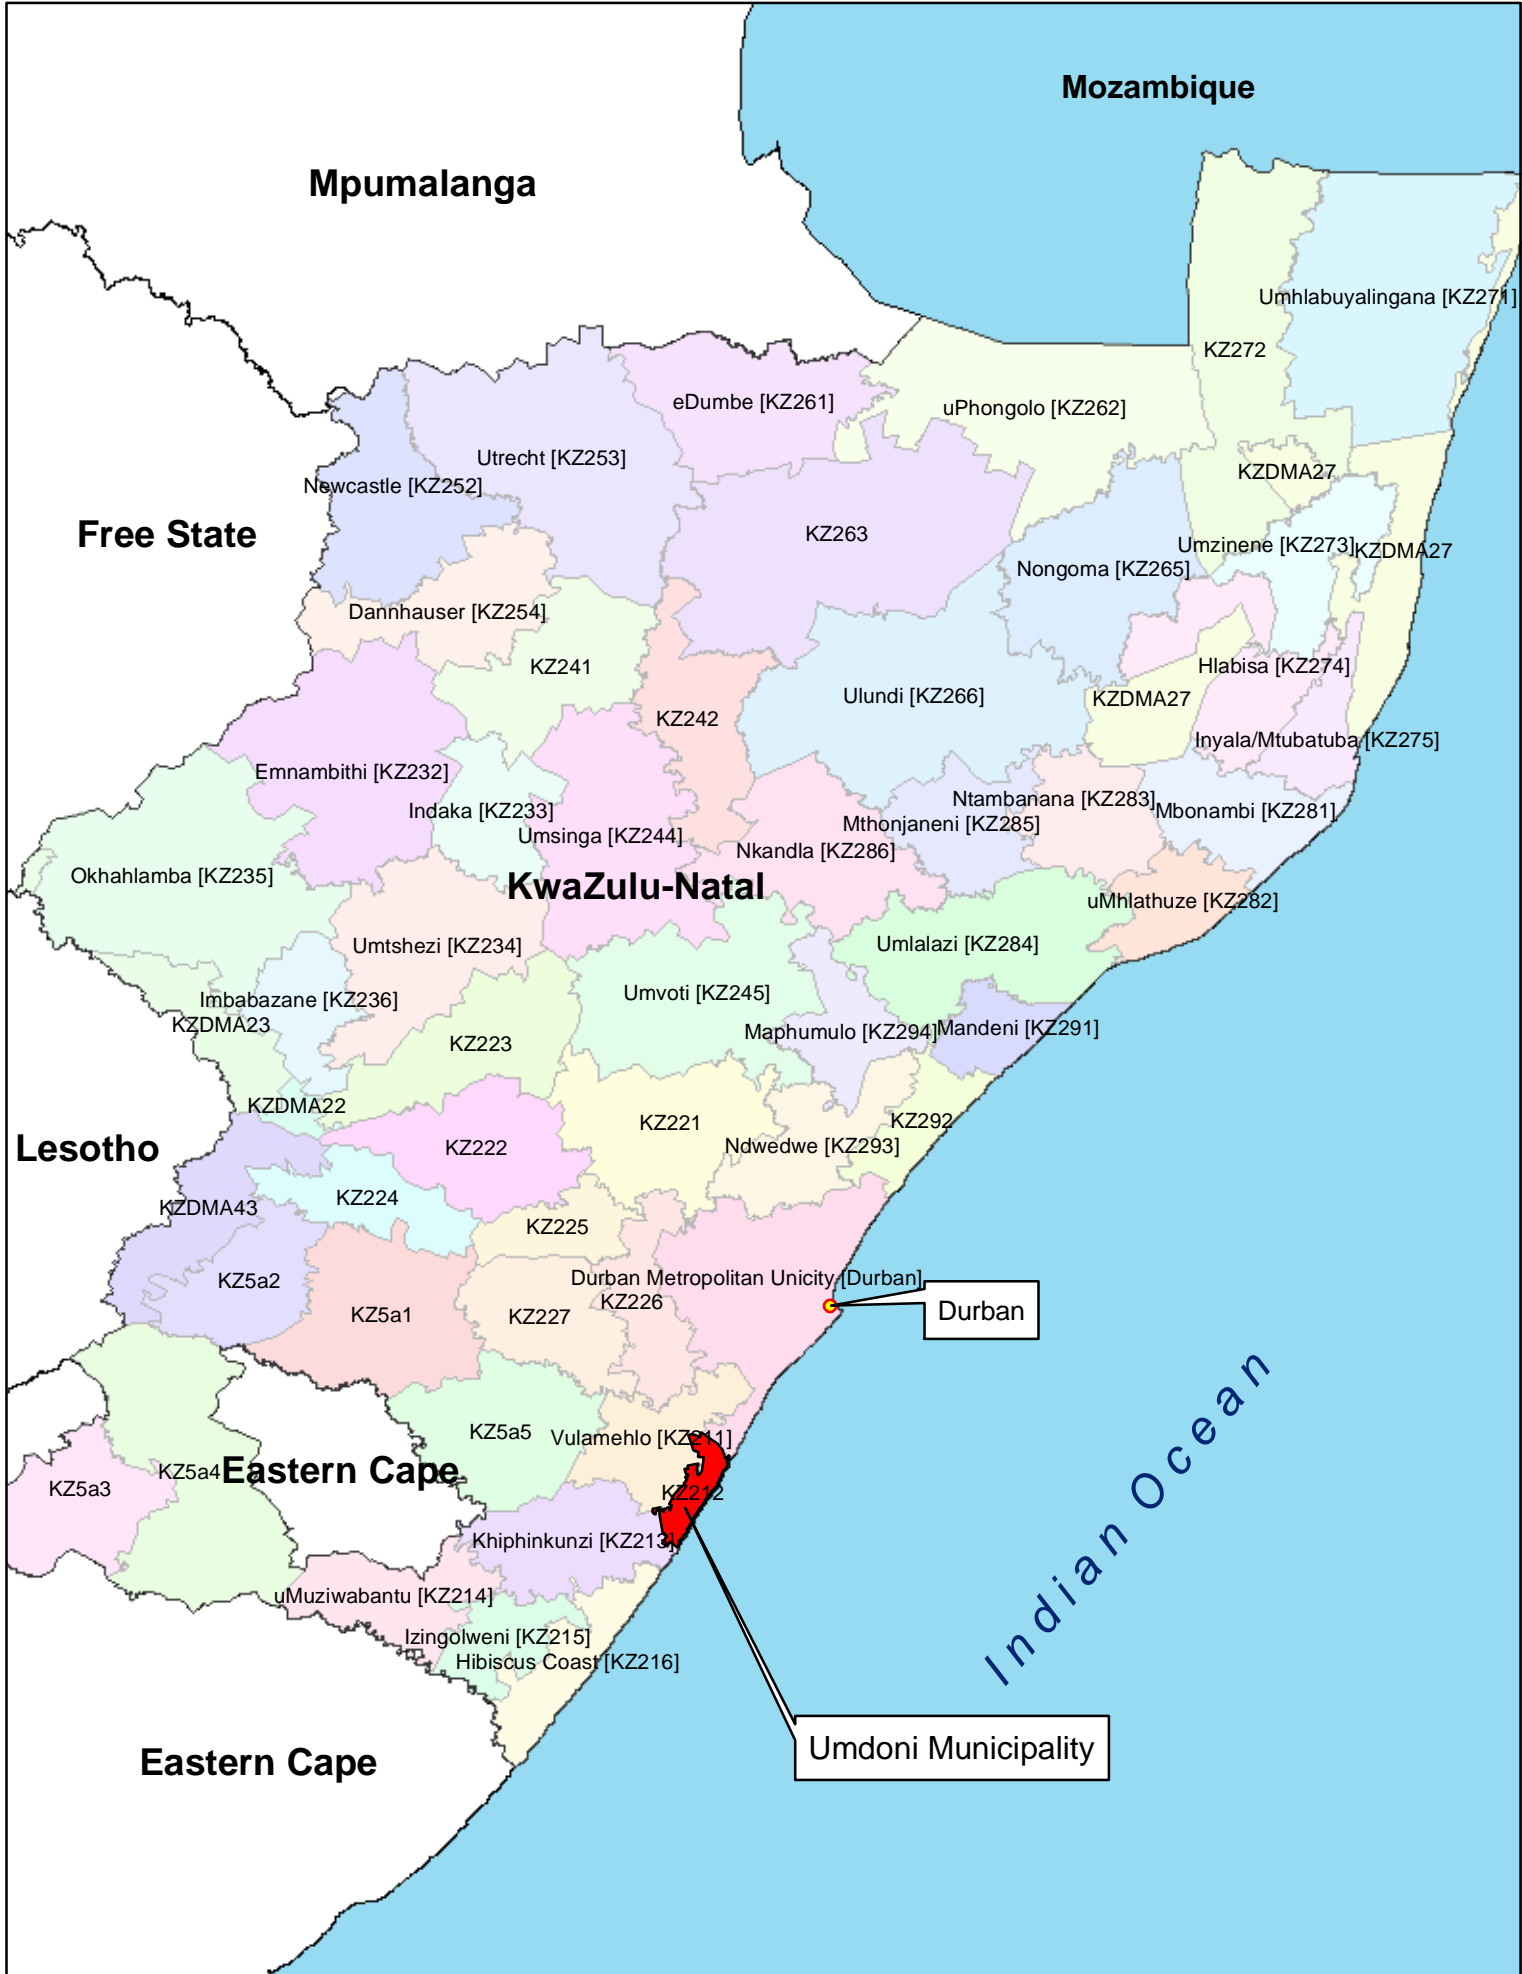 Mozambique
Mpumalanga
Umhlabuyalingana [KZ271]
KZ272
eDumbe [KZ261]
uPhongolo [KZ262]
Utrecht [KZ253]
KZDMA27
Newcastle [KZ252]
Free State
KZ263
Umzinene [KZ273]
KZDMA27
Nongoma [KZ265]
Dannhauser [KZ254]
KZ241
Hlabisa [KZ274]
Ulundi [KZ266]
KZDMA27
KZ242
Inyala/Mtubatuba [KZ275]
Emnambithi [KZ232]
Ntambanana [KZ283]
Indaka [KZ233]
Mbonambi [KZ281]
Mthonjaneni [KZ285]
Umsinga [KZ244]
Nkandla [KZ286]
Okhahlamba [KZ235]
KwaZulu-Natal
uMhlathuze [KZ282]
Umtshezi [KZ234]
Umlalazi [KZ284]
Umvoti [KZ245]
Imbabazane [KZ236]
KZDMA23
Maphumulo [KZ294]
Mandeni [KZ291]
KZ223
KZDMA22
KZ292
KZ221
Lesotho
KZ222
Ndwedwe [KZ293]
KZ224
KZDMA43
KZ225
Durban Metropolitan Unicity [Durban]
KZ5a2
KZ226
KZ5a1
KZ227
Durban
KZ5a5
Vulamehlo [KZ211]
Eastern Cape
KZ5a4
KZ5a3
KZ212
Indian Ocean
Khiphinkunzi [KZ213]
uMuziwabantu [KZ214]
Izingolweni [KZ215]
Hibiscus Coast [KZ216]
Umdoni Municipality
Eastern Cape